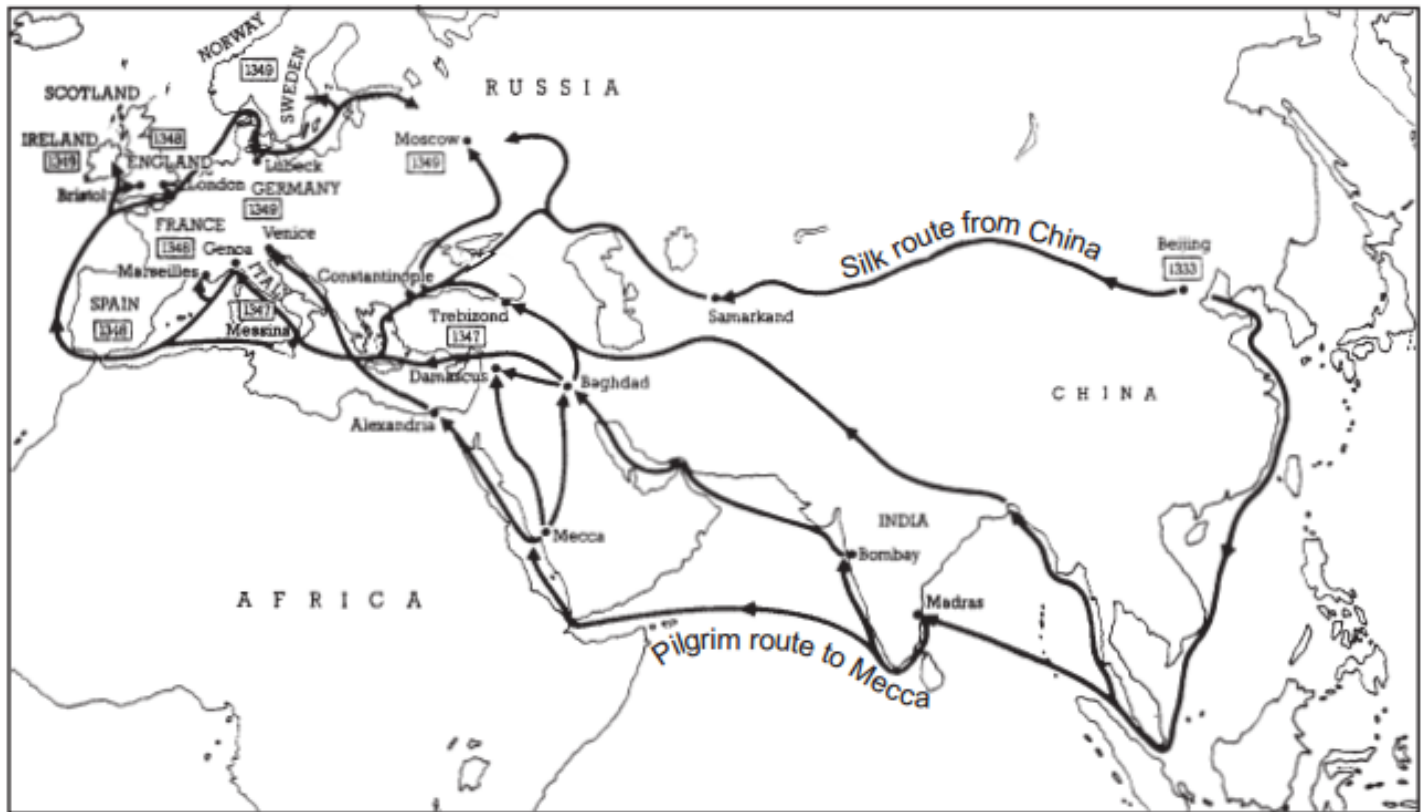 NORWAY
1349
SWEDEN
RUSSIA
SCOTLAND
IRELAND
1349
1348
ENGLAND
Moscow
1349
Lübeck
London
Bristol
GERMANY
1349
FRANCE
1348
Venice
Genoa
Marseilles
ITALY
1347
SPAIN
1348
Messina
Constantinople
Trebizond
1347
Silk route from China
Beijing
1333
Samarkand
Damascus
Baghdad
CHINA
Alexandria
INDIA
Mecca
Bombay
AFRICA
Madras
Pilgrim route to Mecca